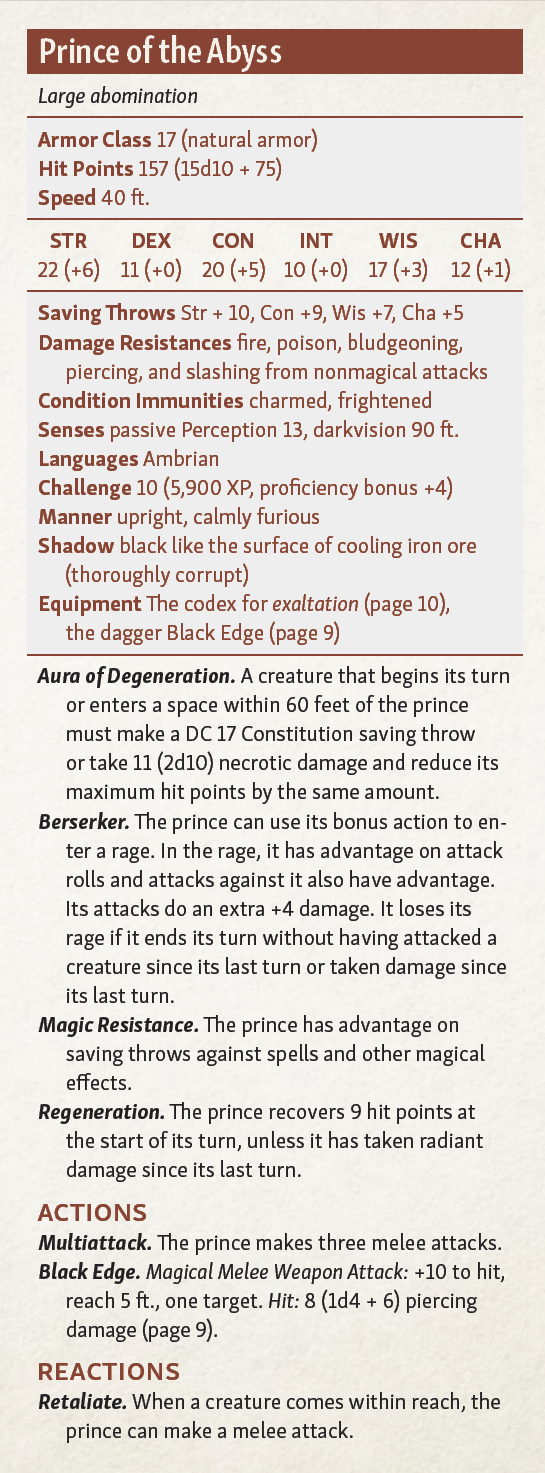 Prince of the Abyss
Large abomination
Armor Class 17 (natural armor)
Hit Points 157 (15d10 + 75)
Speed 40 ft.
STR DEX CON INT WIS CHA
22 (+6) 11 (+0) 20 (+5) 10 (+0) 17 (+3) 12 (+1)
Saving Throws Str + 10, Con +9, Wis +7, Cha +5
Damage Resistances fire, poison, bludgeoning,
piercing, and slashing from nonmagical attacks
Condition Immunities charmed, frightened
Senses passive Perception 13, darkvision 90 ft.
Languages Ambrian
Challenge 10 (5,900 XP, proficiency bonus +4)
Manner upright, calmly furious
Shadow black like the surface of cooling iron ore
(thoroughly corrupt)
Equipment The codex for exaltation (page 10),
the dagger Black Edge (page 9)
Aura of Degeneration. A creature that begins its turn
or enters a space within 60 feet of the prince
must make a DC 17 Constitution saving throw
or take 11 (2d10) necrotic damage and reduce its
maximum hit points by the same amount.
Berserker. The prince can use its bonus action to en-
ter a rage. In the rage, it has advantage on attack
rolls and attacks against it also have advantage.
Its attacks do an extra +4 damage. It loses its
rage if it ends its turn without having attacked a
creature since its last turn or taken damage since
its last turn.
Magic Resistance. The prince has advantage on
saving throws against spells and other magical
effects.
Regeneration. The prince recovers 9 hit points at
the start of its turn, unless it has taken radiant
damage since its last turn.
ACTIONS
Multiattack. The prince makes three melee attacks.
Black Edge. Magical Melee Weapon Attack: +10 to hit,
reach 5 ft., one target. Hit: 8 (1d4 + 6) piercing
damage (page 9).
REACTIONS
Retaliate. When a creature comes within reach, the
prince can make a melee attack.